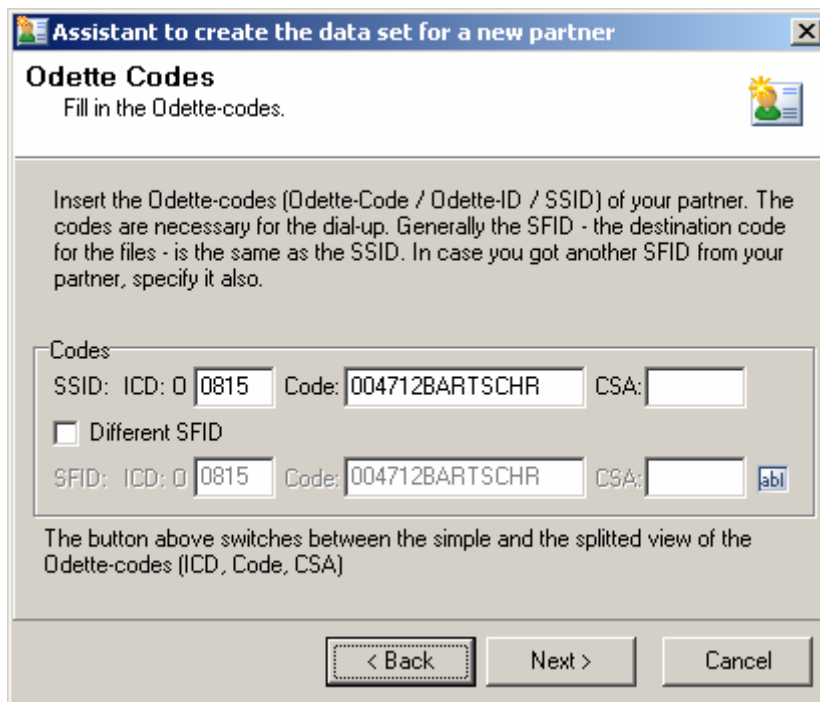 Assistant to create the data set for a new partner
Odette Codes
Fill in the Odette-codes.
Insert the Odette-codes (Odette-Code / Odette-ID / SSID) of your partner. The
codes are necessary for the dial-up. Generally the SFID - the destination code
for the files - is the same as the SSID. In case you got another SFID from your
partner, specify it also.
Codes
SSID: ICD: O 0815 Code: 004712BARTSCHR CSA:
Different SFID
SFID: ICD: O 0815 Code: 004712BARTSCHR CSA: abl
The button above switches between the simple and the splitted view of the
Odette-codes (ICD, Code, CSA)
< Back Next > Cancel